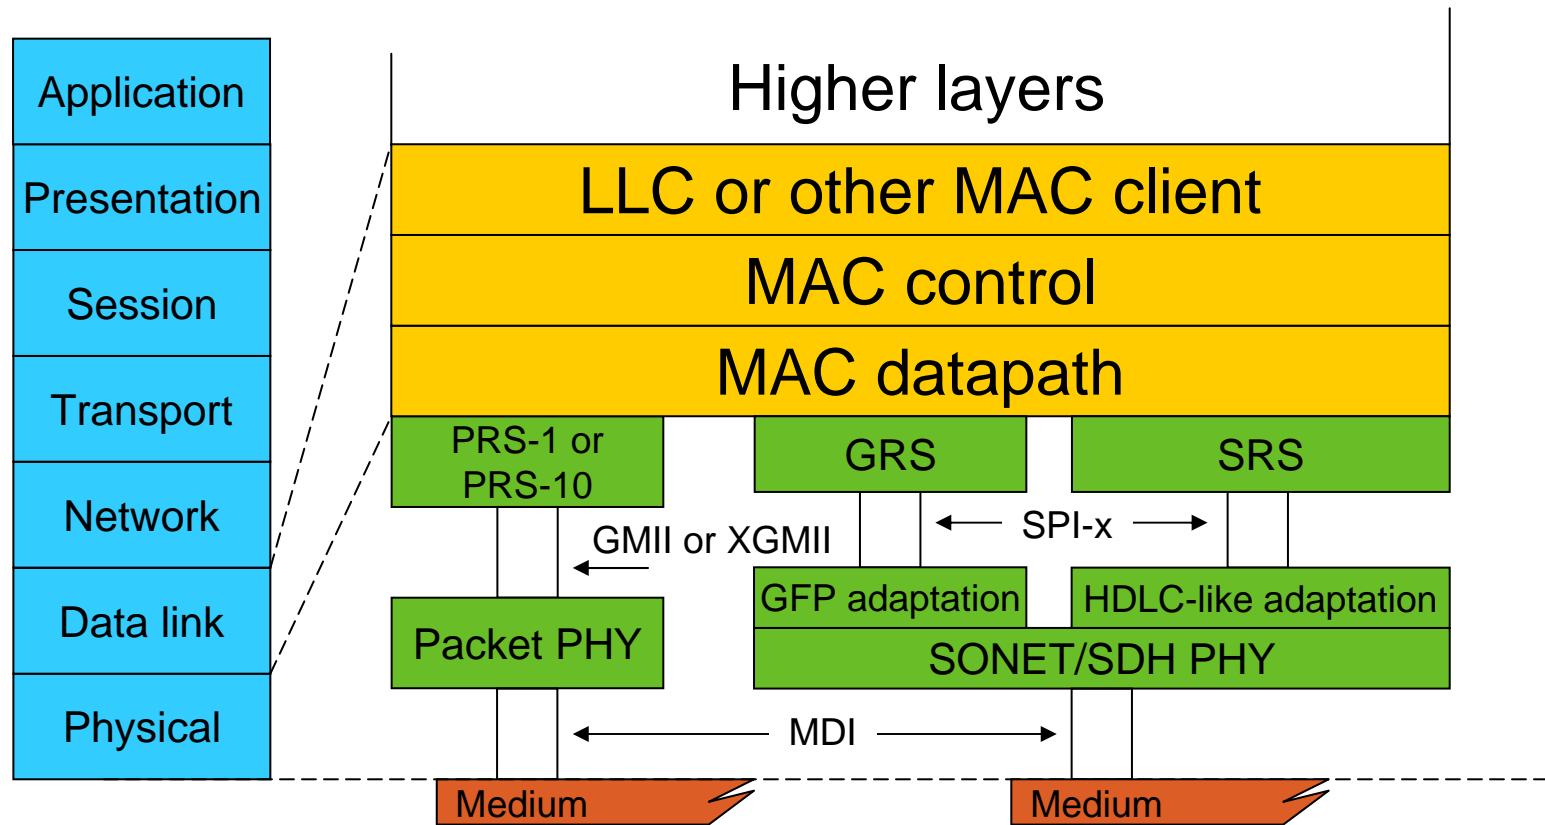 Application
Presentation
Session
Transport
Network
Data link
Physical
Higher layers
LLC or other MAC client
MAC control
MAC datapath
PRS-1 or
PRS-10
GRS
SRS
GMII or XGMII
SPI-x
GFP adaptation
HDLC-like adaptation
Packet PHY
SONET/SDH PHY
MDI
Medium
Medium